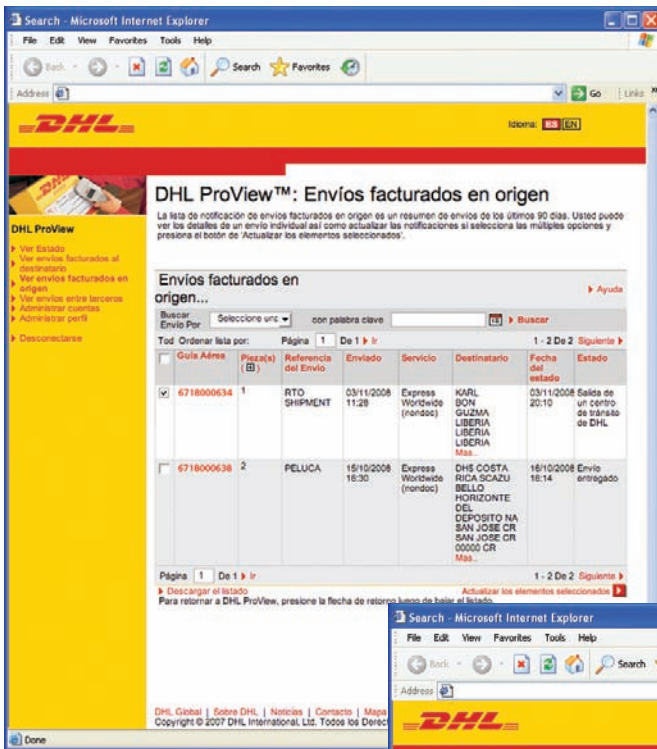 Search - Microsoft Internet Explorer
File Edit View Favorites Tools Help
Back Search Favorites
Address Go Links
DHL
Idioma: ES EN
DHL ProView
Ver Estado
Ver envíos facturados al
destinatario
Ver envíos facturados en
origen
Ver envíos entre terceros
Administrar cuentas
Administrar perfil
Desconectarse
DHL ProView™: Envíos facturados en origen
La lista de notificación de envíos facturados en origen es un resumen de envíos de los últimos 90 días. Usted puede
ver los detalles de un envío individual así como actualizar las notificaciones si selecciona las múltiples opciones y
presiona el botón de 'Actualizar los elementos seleccionados'.
Envíos facturados en
origen...
Ayuda
Buscar
Envío Por Seleccione unc con palabra clave Buscar
Tod Ordenar lista por: Página 1 De 1 Ir 1 - 2 De 2 Siguiente
Guía Aérea Pieza(s) Referencia del Envío Enviado Servicio Destinatario Fecha del estado Estado
6718000634 1 RTO SHIPMENT 03/11/2008 11:28 Express Worldwide (nondoc) KARL BON GUZMA LIBERIA LIBERIA LIBERIA Mas... 03/11/2008 20:10 Salida de un centro de tránsito de DHL
6718000638 2 PELUCA 15/10/2008 16:30 Express Worldwide (nondoc) DHS COSTA RICA SCAZU BELLO HORIZONTE DEL DEPOSITO NA SAN JOSE CR SAN JOSE CR 00000 CR Mas... 16/10/2008 16:14 Envío entregado
Página 1 De 1 Ir 1 - 2 De 2 Siguiente
Descargar el listado Actualizar los elementos seleccionados
Para retornar a DHL ProView, presione la flecha de retorno luego de bajar el listado.
DHL Global | Sobre DHL | Noticias | Contacto | Mapa
Copyright © 2007 DHL International, Ltd. Todos los Derec
Done
Search - Microsoft Internet Explorer
File Edit View Favorites Tools Help
Back Search
Address
DHL